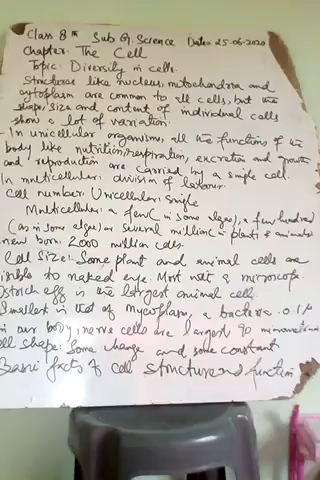 Class 8th Sub G.Science Date: 25-06-2020
Chapter: The Cell
Topic: Diversity in cells.
Structures like nucleus, mitochondria and
cytoplasm are common to all cells, but the
shape, size and content of individual cells
show a lot of variation.
In unicellular organisms, all the functions of the
body like nutrition, respiration, excretion and growth
and reproduction are carried by a single cell.
In multicellular: division of labour.
Cell number: Unicellular: single
Multicellular: a few (in some algae), a few hundred
(as in some algae) or several million in plants & animals
new born: 2000 million cells.
Cell Size: Some plant and animal cells are
visible to naked eye. Most need a microscope.
Ostrich egg is the largest animal cell
Smallest is that of mycoplasma, a bacteria. 0.1µ
in our body, nerve cells are largest 90
cell shape: Some change and some constant
Basic facts of cell structure and function